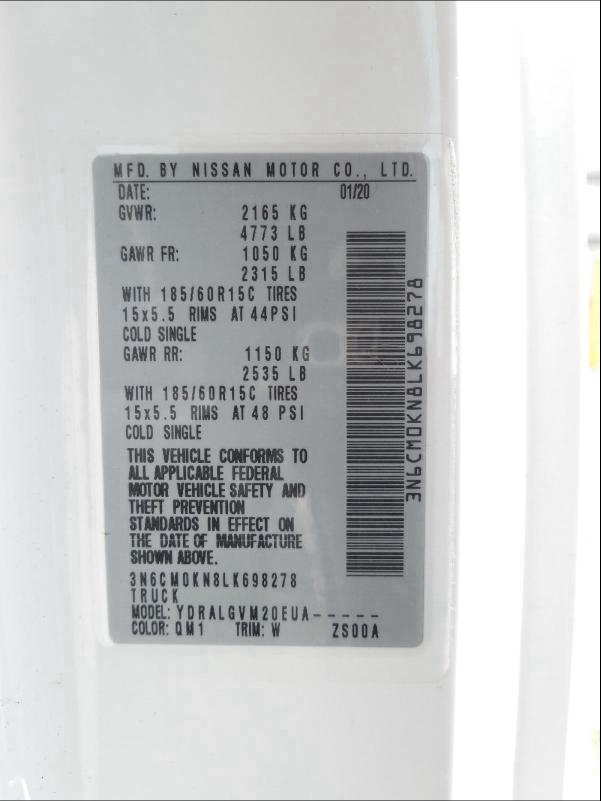 MFD. BY NISSAN MOTOR CO., LTD.
DATE: 01/20
GVWR: 2165 KG
4773 LB
GAWR FR: 1050 KG
2315 LB
WITH 185/60R15C TIRES
15x5.5 RIMS AT 44PSI
COLD SINGLE
GAWR RR: 1150 KG
2535 LB
WITH 185/60R15C TIRES
15x5.5 RIMS AT 48 PSI
COLD SINGLE
THIS VEHICLE CONFORMS TO
ALL APPLICABLE FEDERAL
MOTOR VEHICLE SAFETY AND
THEFT PREVENTION
STANDARDS IN EFFECT ON
THE DATE OF MANUFACTURE
SHOWN ABOVE.
3N6CM0KN8LK698278
TRUCK
MODEL: YDRALGVM20EUA-----
COLOR: QM1 TRIM: W ZS00A
3N6CM0KN8LK698278